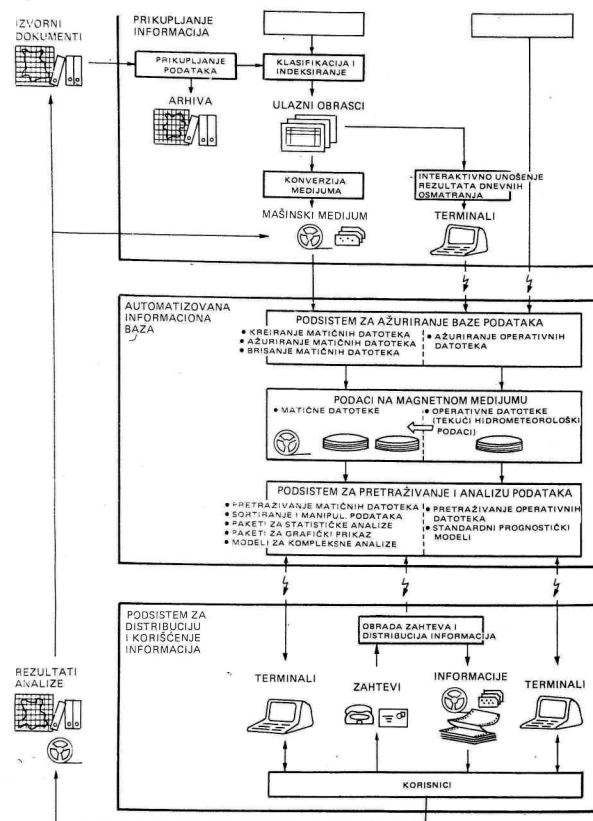 IZVORNI
DOKUMENTI
PRIKUPLJANJE
INFORMACIJA
PRIKUPLJANJE
PODATAKA
KLASIFIKACIJA I
INDEKSIRANJE
ARHIVA
ULAZNI OBRASCI
KONVERZIJA
MEDIJUMA
INTERAKTIVNO UNOŠENJE
REZULTATA DNEVNIH
OSMATRANJA
MAŠINSKI MEDIJUM
TERMINALI
AUTOMATIZOVANA
INFORMACIONA
BAZA
PODSISTEM ZA AŽURIRANJE BAZE PODATAKA
• KREIRANJE MATIČNIH DATOTEKA
• AŽURIRANJE MATIČNIH DATOTEKA
• BRISANJE MATIČNIH DATOTEKA
• AŽURIRANJE OPERATIVNIH
DATOTEKA
PODACI NA MAGNETNOM MEDIJUMU
• MATIČNE DATOTEKE
• OPERATIVNE DATOTEKE
(TEKUĆI HIDROMETEOROLOŠKI
PODACI)
PODSISTEM ZA PRETRAŽIVANJE I ANALIZU PODATAKA
• PRETRAŽIVANJE MATIČNIH DATOTEKA
• SORTIRANJE I MANIPUL. PODATAKA
• PAKETI ZA STATISTIČKE ANALIZE
• PAKETI ZA GRAFIČKI PRIKAZ
• MODELI ZA KOMPLEKSNE ANALIZE
• PRETRAŽIVANJE OPERATIVNIH
DATOTEKA
• STANDARDNI PROGNOSTIČKI
MODELI
PODSISTEM ZA
DISTRIBUCIJU
I KORIŠĆENJE
INFORMACIJA
OBRADA ZAHTEVA I
DISTRIBUCIJA INFORMACIJA
REZULTATI
ANALIZE
TERMINALI
ZAHTEVI
INFORMACIJE
TERMINALI
KORISNICI